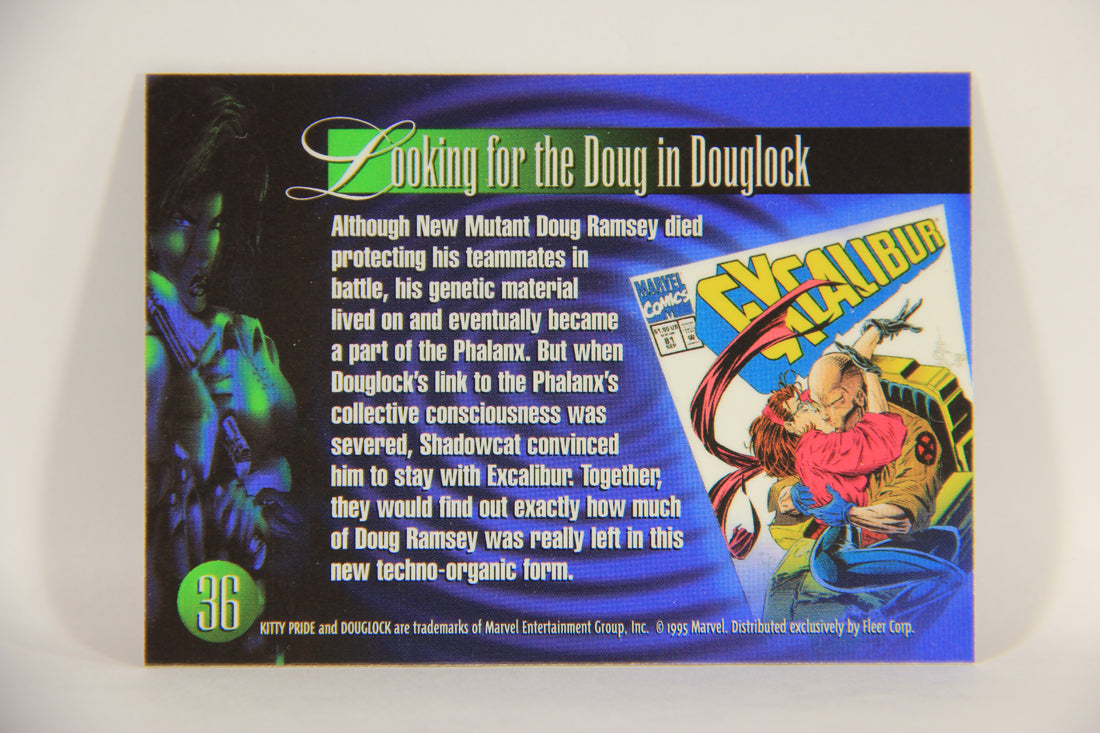 Looking for the Doug in Douglock
Although New Mutant Doug Ramsey died
protecting his teammates in
battle, his genetic material
lived on and eventually became
a part of the Phalanx. But when
Douglock's link to the Phalanx's
collective consciousness was
severed, Shadowcat convinced
him to stay with Excalibur. Together,
they would find out exactly how much
of Doug Ramsey was really left in this
new techno-organic form.
MARVEL
COMICS
EXCALIBUR
81
SEP
36
KITTY PRIDE and DOUGLOCK are trademarks of Marvel Entertainment Group, Inc. © 1995 Marvel. Distributed exclusively by Fleer Corp.